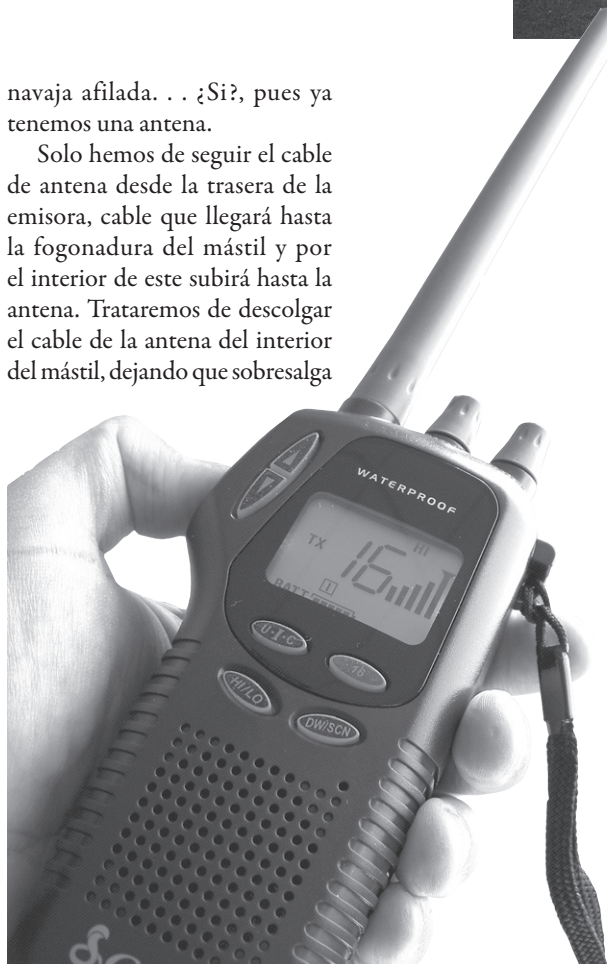 navaja afilada. . . ¿Si?, pues ya
tenemos una antena.
Solo hemos de seguir el cable
de antena desde la trasera de la
emisora, cable que llegará hasta
la fogonadura del mástil y por
el interior de este subirá hasta la
antena. Trataremos de descolgar
el cable de la antena del interior
del mástil, dejando que sobresalga
WATERPROOF
TX
HI
16
BATT
U·I·C
16
HI/LO
DW/SCN